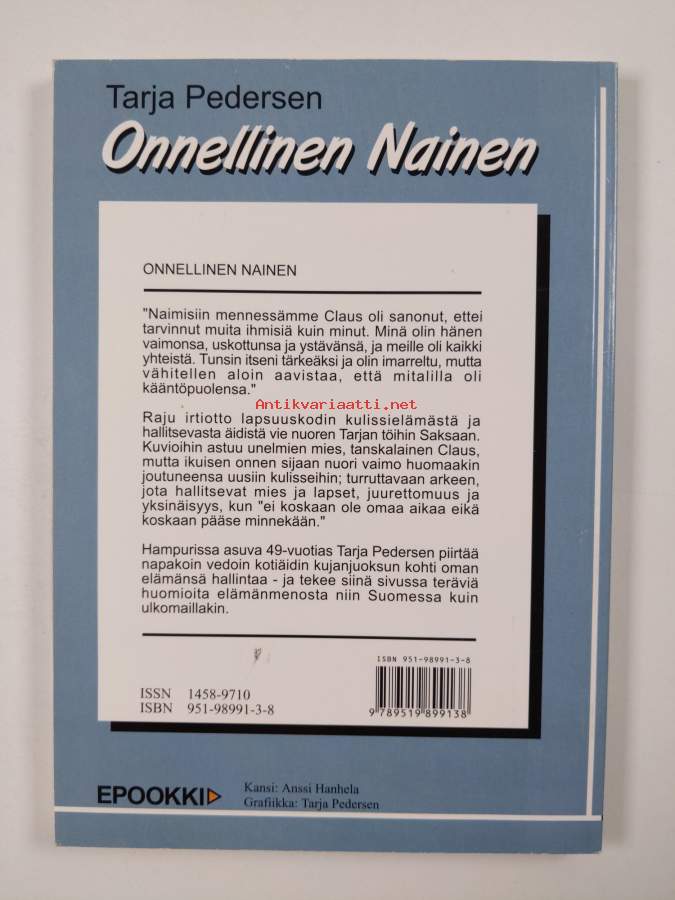 Tarja Pedersen
Onnellinen Nainen
ONNELLINEN NAINEN
"Naimisiin mennessämme Claus oli sanonut, ettei
tarvinnut muita ihmisiä kuin minut. Minä olin hänen
vaimonsa, uskottunsa ja ystävänsä, ja meille oli kaikki
yhteistä. Tunsin itseni tärkeäksi ja olin imarreltu, mutta
vähitellen aloin aavistaa, että mitalilla oli
kääntöpuolensa."
Antikvariaatti.net
Raju irtiotto lapsuuskodin kulissielämästä ja
hallitsevasta äidistä vie nuoren Tarjan töihin Saksaan.
Kuvioihin astuu unelmien mies, tanskalainen Claus,
mutta ikuisen onnen sijaan nuori vaimo huomaakin
joutuneensa uusiin kulisseihin; turruttavaan arkeen,
jota hallitsevat mies ja lapset, juurettomuus ja
yksinäisyys, kun "ei koskaan ole omaa aikaa eikä
koskaan pääse minnekään."
Hampurissa asuva 49-vuotias Tarja Pedersen piirtää
napakoin vedoin kotiäidin kujanjuoksun kohti oman
elämänsä hallintaa - ja tekee siinä sivussa teräviä
huomioita elämänmenosta niin Suomessa kuin
ulkomaillakin.
ISBN 951-98991-3-8
ISSN 1458-9710
ISBN 951-98991-3-8
9 789519 899138
EPOOKKI
Kansi: Anssi Hanhela
Grafiikka: Tarja Pedersen